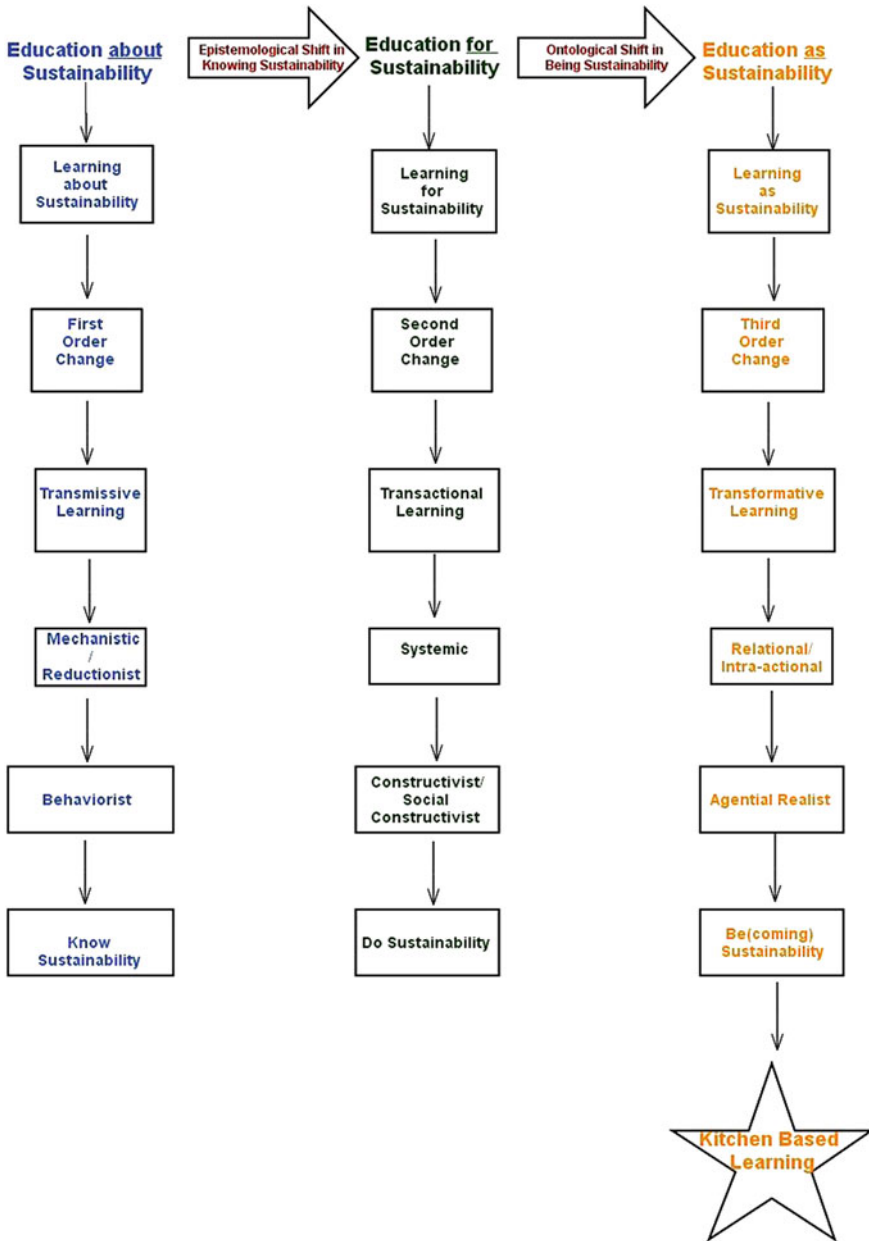 Education about
Sustainability
Epistemological Shift in
Knowing Sustainability
Education for
Sustainability
Ontological Shift in
Being Sustainability
Education as
Sustainability
Learning
about
Sustainability
Learning
for
Sustainability
Learning
as
Sustainability
First
Order
Change
Second
Order
Change
Third
Order
Change
Transmissive
Learning
Transactional
Learning
Transformative
Learning
Mechanistic
/
Reductionist
Systemic
Relational/
Intra-actional
Behaviorist
Constructivist/
Social
Constructivist
Agential Realist
Know
Sustainability
Do Sustainability
Be(coming)
Sustainability
Kitchen Based
Learning